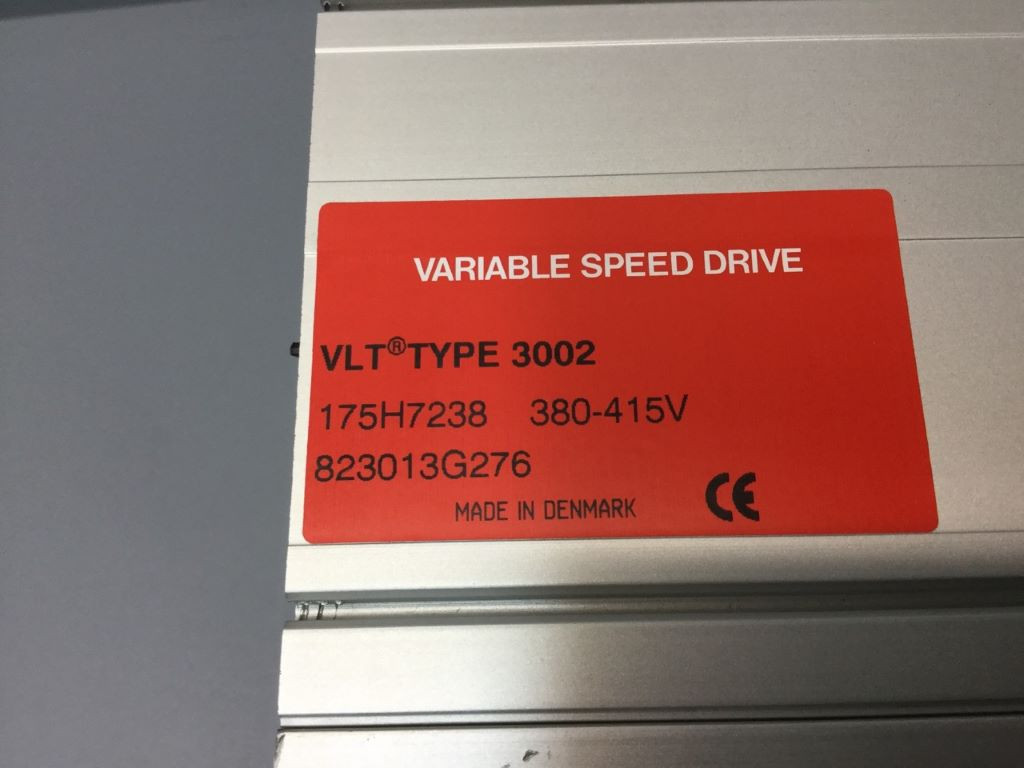 VARIABLE SPEED DRIVE
VLT® TYPE 3002
175H7238 380-415V
823013G276
MADE IN DENMARK CE